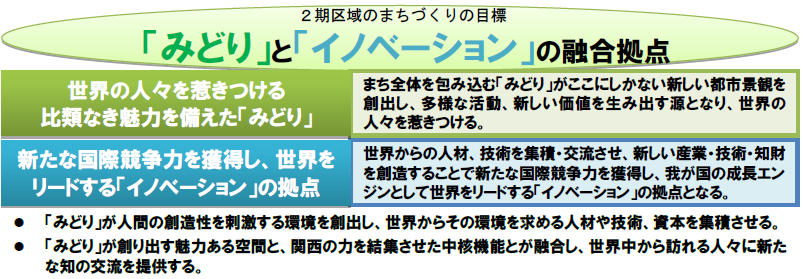 ２期区域のまちづくりの目標
「みどり」と「イノベーション」の融合拠点
世界の人々を惹きつける
比類なき魅力を備えた「みどり」
まち全体を包み込む「みどり」がここにしかない新しい都市景観を
創出し、多様な活動、新しい価値を生み出す源となり、世界の
人々を惹きつける。
新たな国際競争力を獲得し、世界を
リードする「イノベーション」の拠点
世界からの人材、技術を集積・交流させ、新しい産業・技術・知財
を創造することで新たな国際競争力を獲得し、我が国の成長エン
ジンとして世界をリードする「イノベーション」の拠点となる。
● 「みどり」が人間の創造性を刺激する環境を創出し、世界からその環境を求める人材や技術、資本を集積させる。
● 「みどり」が創り出す魅力ある空間と、関西の力を結集させた中核機能とが融合し、世界中から訪れる人々に新た
な知の交流を提供する。